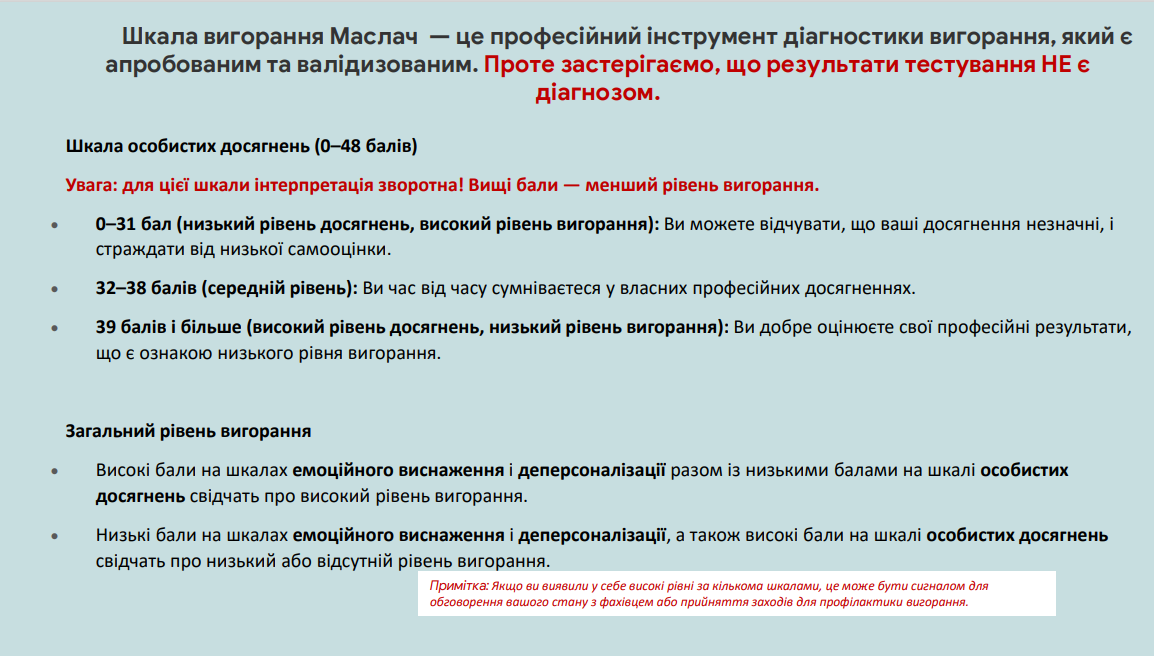 Шкала вигорання Маслач — це професійний інструмент діагностики вигорання, який є
апробованим та валідизованим. Проте застерігаємо, що результати тестування НЕ є
діагнозом.
Шкала особистих досягнень (0–48 балів)
Увага: для цієї шкали інтерпретація зворотна! Вищі бали — менший рівень вигорання.
• 0–31 бал (низький рівень досягнень, високий рівень вигорання): Ви можете відчувати, що ваші досягнення незначні, і
страждати від низької самооцінки.
• 32–38 балів (середній рівень): Ви час від часу сумніваєтеся у власних професійних досягненнях.
• 39 балів і більше (високий рівень досягнень, низький рівень вигорання): Ви добре оцінюєте свої професійні результати,
що є ознакою низького рівня вигорання.
Загальний рівень вигорання
• Високі бали на шкалах емоційного виснаження і деперсоналізації разом із низькими балами на шкалі особистих
досягнень свідчать про високий рівень вигорання.
• Низькі бали на шкалах емоційного виснаження і деперсоналізації, а також високі бали на шкалі особистих досягнень
свідчать про низький або відсутній рівень вигорання.
Примітка: Якщо ви виявили у себе високі рівні за кількома шкалами, це може бути сигналом для
обговорення вашого стану з фахівцем або прийняття заходів для профілактики вигорання.